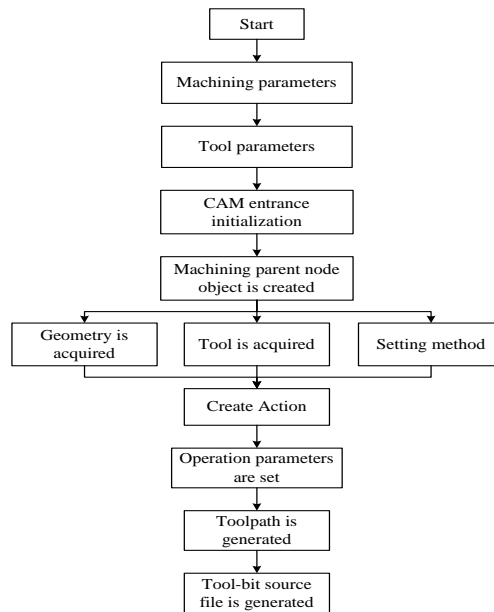 Start
Machining parameters
Tool parameters
CAM entrance
initialization
Machining parent node
object is created
Geometry is
acquired
Tool is acquired
Setting method
Create Action
Operation parameters
are set
Toolpath is
generated
Tool-bit source
file is generated